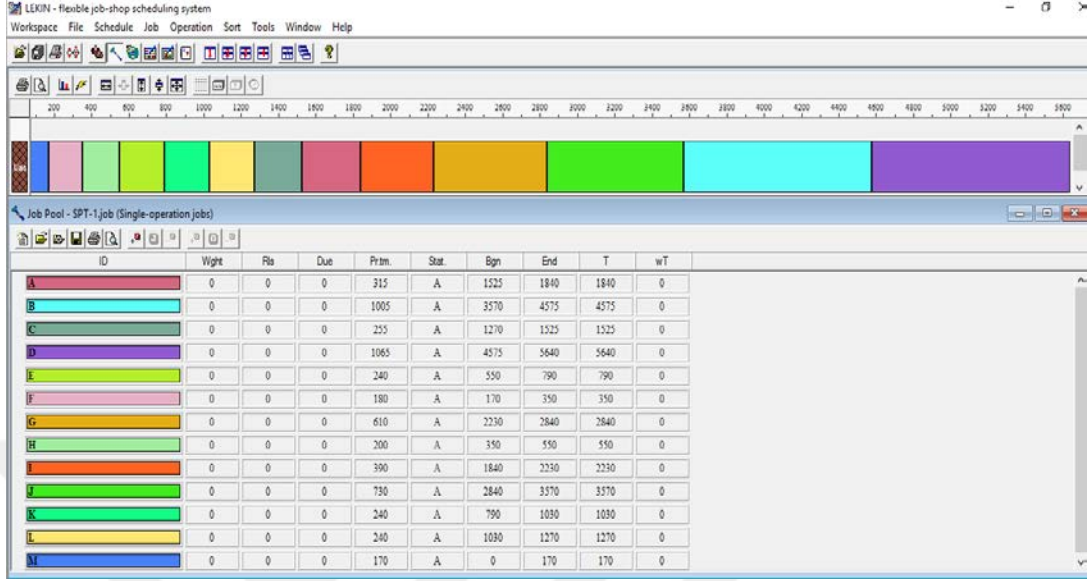 LEKIN - flexible job-shop scheduling system
Workspace File Schedule Job Operation Sort Tools Window Help
200 400 600 800 1000 1200 1400 1600 1800 2000 2200 2400 2600 2800 3000 3200 3400 3600 3800 4000 4200 4400 4600 4800 5000 5200 5400 5600
Job Pool - SPT-1.job (Single-operation jobs)
ID Wght Rls Due Pr.tm. Stat. Bgn End T wT
A 0 0 0 315 A 1525 1840 1840 0
B 0 0 0 1005 A 3570 4575 4575 0
C 0 0 0 255 A 1270 1525 1525 0
D 0 0 0 1065 A 4575 5640 5640 0
E 0 0 0 240 A 550 790 790 0
F 0 0 0 180 A 170 350 350 0
G 0 0 0 610 A 2230 2840 2840 0
H 0 0 0 200 A 350 550 550 0
I 0 0 0 390 A 1840 2230 2230 0
J 0 0 0 730 A 2840 3570 3570 0
K 0 0 0 240 A 790 1030 1030 0
L 0 0 0 240 A 1030 1270 1270 0
M 0 0 0 170 A 0 170 170 0